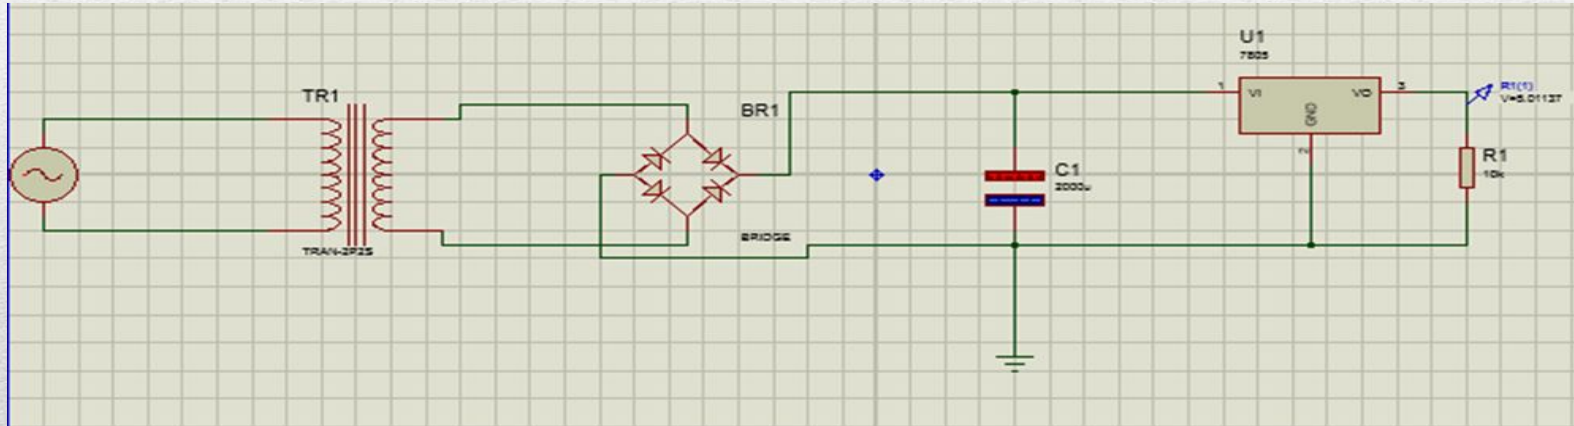 U1
7805
TR1
BR1
1
VI
VO
3
GND
2
R1(1)
V=5.01137
C1
2000u
R1
10k
BRIDGE
TRAN-2P2S